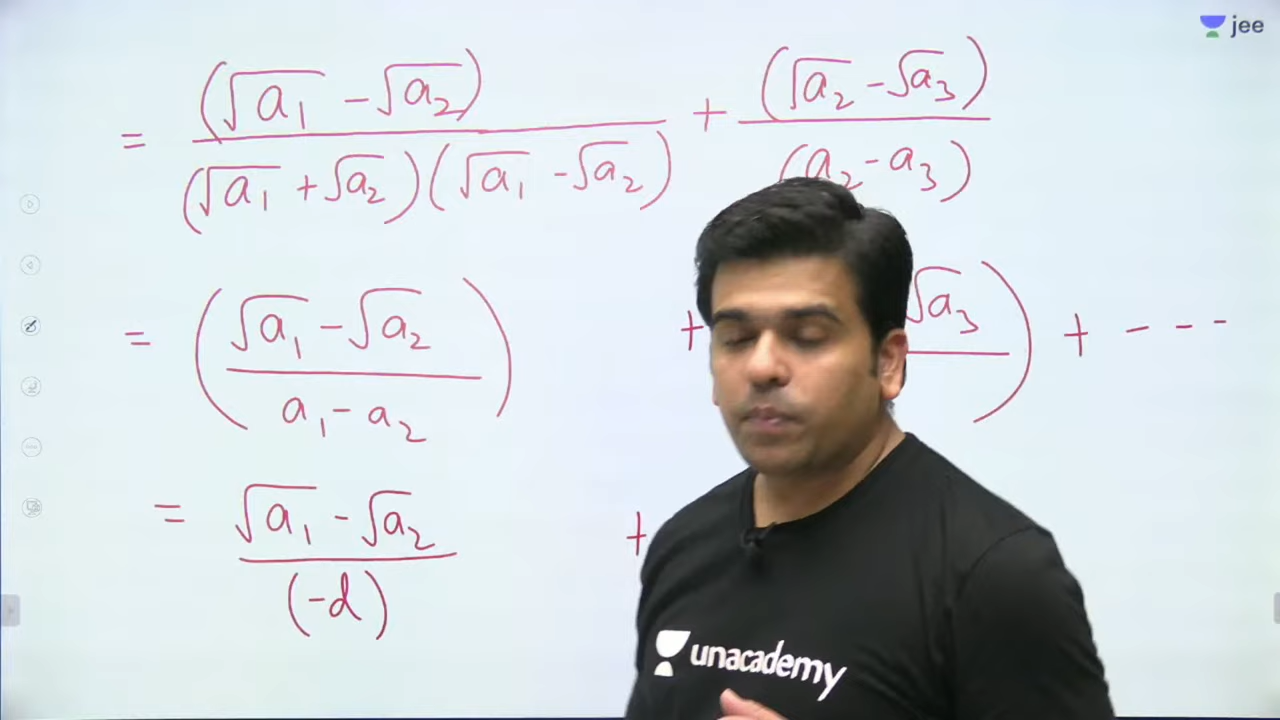 jee
= (√a₁ - √a₂) / (√a₁ + √a₂)(√a₁ - √a₂) + (√a₂ - √a₃) / (a₂ - a₃)
= ((√a₁ - √a₂) / (a₁ - a₂)) + √a₃) + ---
= (√a₁ - √a₂) / (-d) +
unacademy